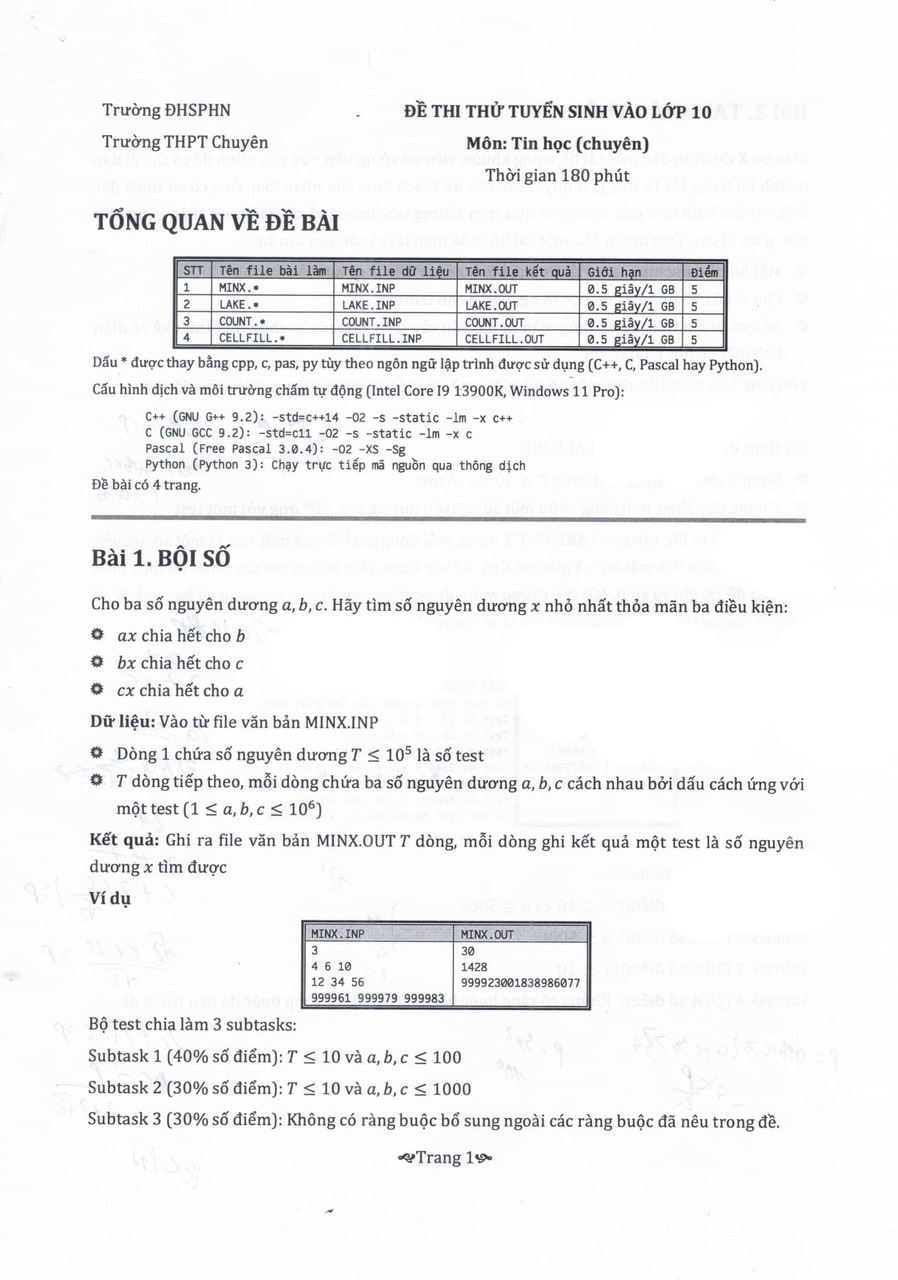 Trường ĐHSPHN
ĐỀ THI THỬ TUYỂN SINH VÀO LỚP 10
Trường THPT Chuyên
Môn: Tin học (chuyên)
Thời gian 180 phút
TỔNG QUAN VỀ ĐỀ BÀI
STT Tên file bài làm Tên file dữ liệu Tên file kết quả Giới hạn Điểm
1 MINX.* MINX.INP MINX.OUT 0.5 giây/1 GB 5
2 LAKE.* LAKE.INP LAKE.OUT 0.5 giây/1 GB 5
3 COUNT.* COUNT.INP COUNT.OUT 0.5 giây/1 GB 5
4 CELLFILL.* CELLFILL.INP CELLFILL.OUT 0.5 giây/1 GB 5
Dấu * được thay bằng cpp, c, pas, py tùy theo ngôn ngữ lập trình được sử dụng (C++, C, Pascal hay Python).
Cấu hình dịch và môi trường chấm tự động (Intel Core I9 13900K, Windows 11 Pro):
C++ (GNU G++ 9.2): -std=c++14 -O2 -s -static -lm -x c++
C (GNU GCC 9.2): -std=c11 -O2 -s -static -lm -x c
Pascal (Free Pascal 3.0.4): -O2 -XS -Sg
Python (Python 3): Chạy trực tiếp mã nguồn qua thông dịch
Đề bài có 4 trang.
Bài 1. BỘI SỐ
Cho ba số nguyên dương a, b, c. Hãy tìm số nguyên dương x nhỏ nhất thỏa mãn ba điều kiện:
ax chia hết cho b
bx chia hết cho c
cx chia hết cho a
Dữ liệu: Vào từ file văn bản MINX.INP
Dòng 1 chứa số nguyên dương T ≤ 10⁵ là số test
T dòng tiếp theo, mỗi dòng chứa ba số nguyên dương a, b, c cách nhau bởi dấu cách ứng với
một test (1 ≤ a, b, c ≤ 10⁶)
Kết quả: Ghi ra file văn bản MINX.OUT T dòng, mỗi dòng ghi kết quả một test là số nguyên
dương x tìm được
Ví dụ
MINX.INP MINX.OUT
3 30
4 6 10 1428
12 34 56 999923001838986077
999961 999979 999983
Bộ test chia làm 3 subtasks:
Subtask 1 (40% số điểm): T ≤ 10 và a, b, c ≤ 100
Subtask 2 (30% số điểm): T ≤ 10 và a, b, c ≤ 1000
Subtask 3 (30% số điểm): Không có ràng buộc bổ sung ngoài các ràng buộc đã nêu trong đề.
Trang 1